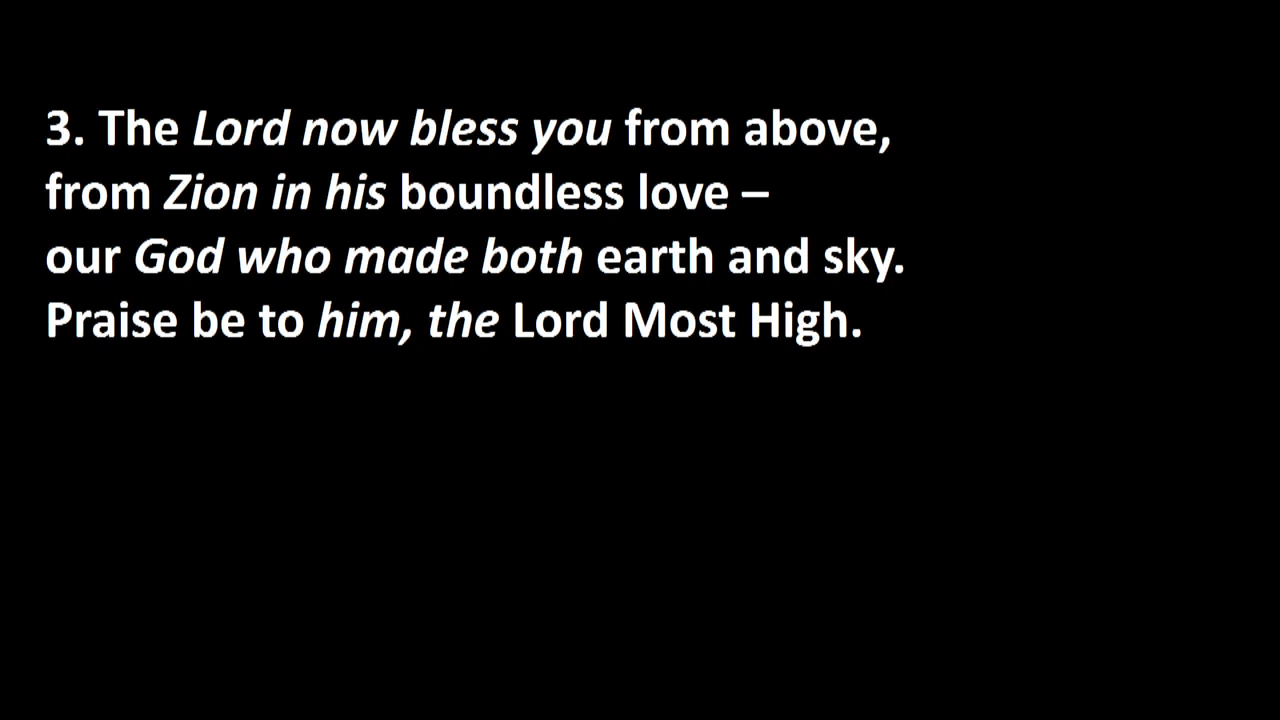 3. The Lord now bless you from above,
from Zion in his boundless love –
our God who made both earth and sky.
Praise be to him, the Lord Most High.